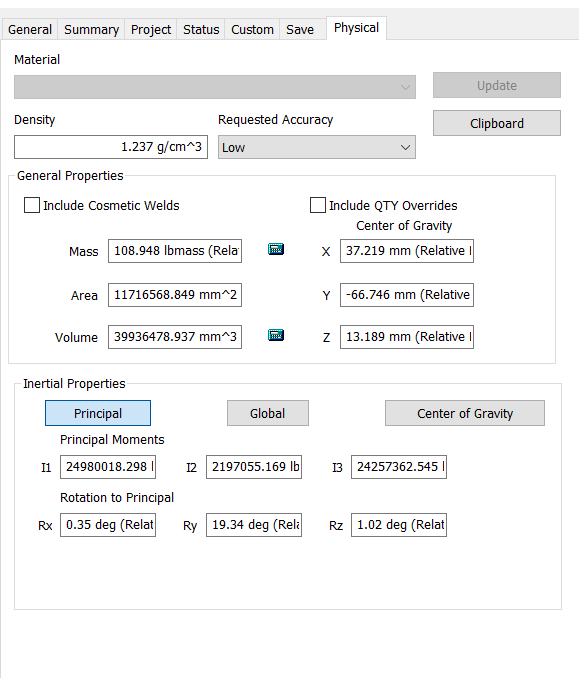 General Summary Project Status Custom Save Physical
Material
Update
Density Requested Accuracy Clipboard
1.237 g/cm^3 Low
General Properties
Include Cosmetic Welds Include QTY Overrides
Center of Gravity
Mass 108.948 lbmass (Rela X 37.219 mm (Relative
Area 11716568.849 mm^2 Y -66.746 mm (Relative
Volume 39936478.937 mm^3 Z 13.189 mm (Relative
Inertial Properties
Principal Global Center of Gravity
Principal Moments
I1 24980018.298 I2 2197055.169 lb I3 24257362.545
Rotation to Principal
Rx 0.35 deg (Relat Ry 19.34 deg (Rela Rz 1.02 deg (Relat